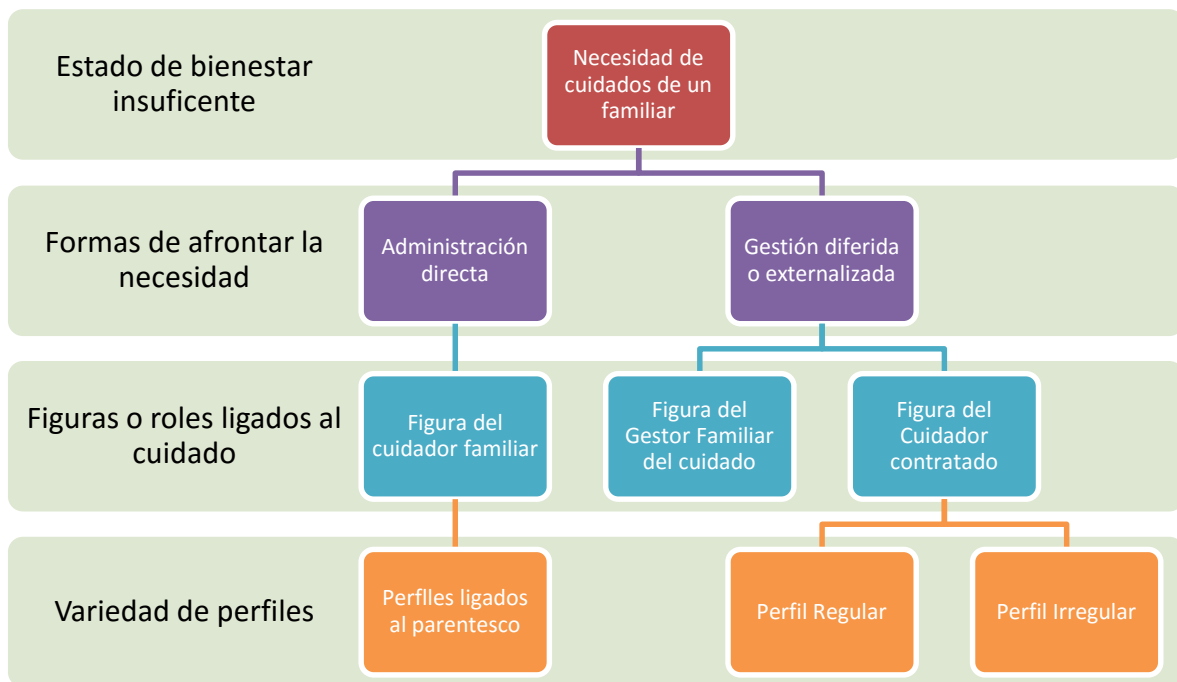 Estado de bienestar
insuficente
Necesidad de
cuidados de un
familiar
Formas de afrontar la
necesidad
Administración
directa
Gestión diferida
o externalizada
Figuras o roles ligados al
cuidado
Figura del
cuidador familiar
Figura del
Gestor Familiar
del cuidado
Figura del
Cuidador
contratado
Variedad de perfiles
Perflles ligados
al parentesco
Perfil Regular
Perfil Irregular